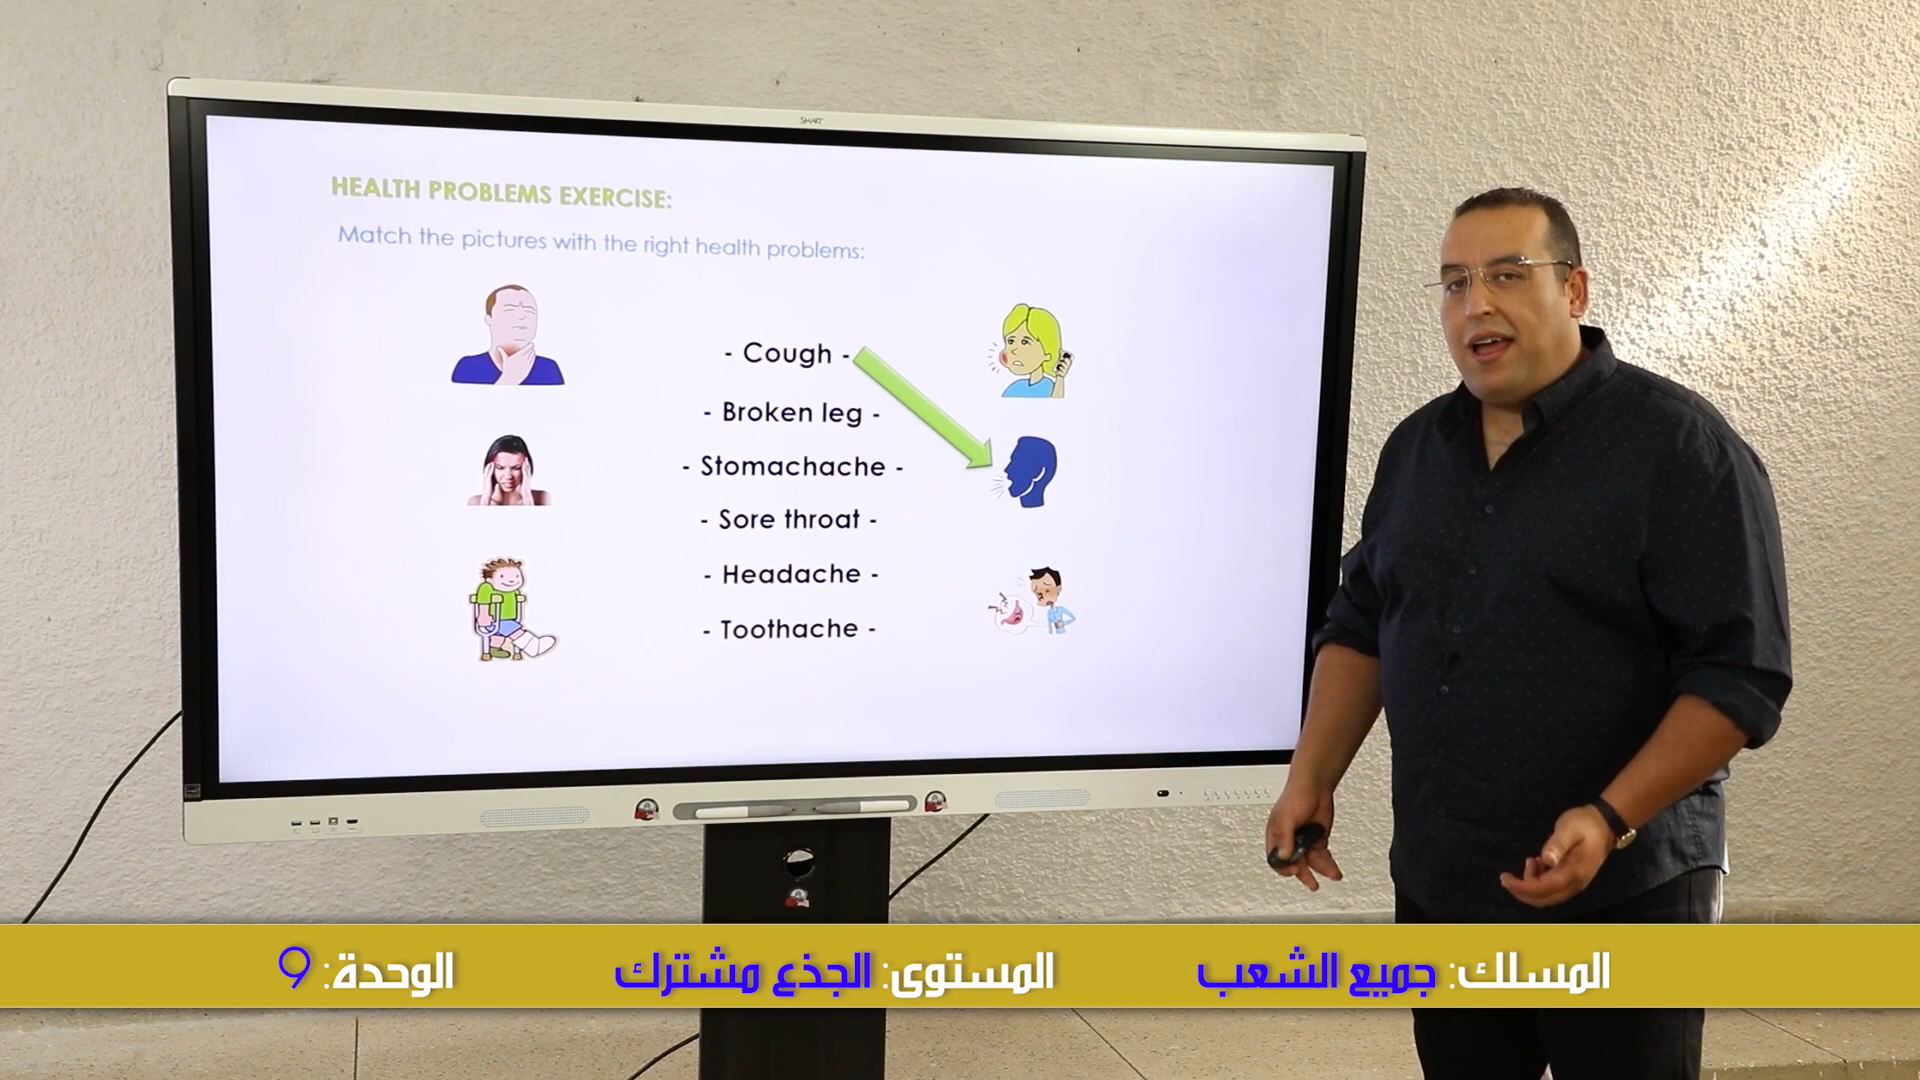 SMART
HEALTH PROBLEMS EXERCISE:
Match the pictures with the right health problems:
- Cough -
- Broken leg -
- Stomachache -
- Sore throat -
- Headache -
- Toothache -
المسلك: جميع الشعب
المستوى: الجذع مشترك
الوحدة: 9